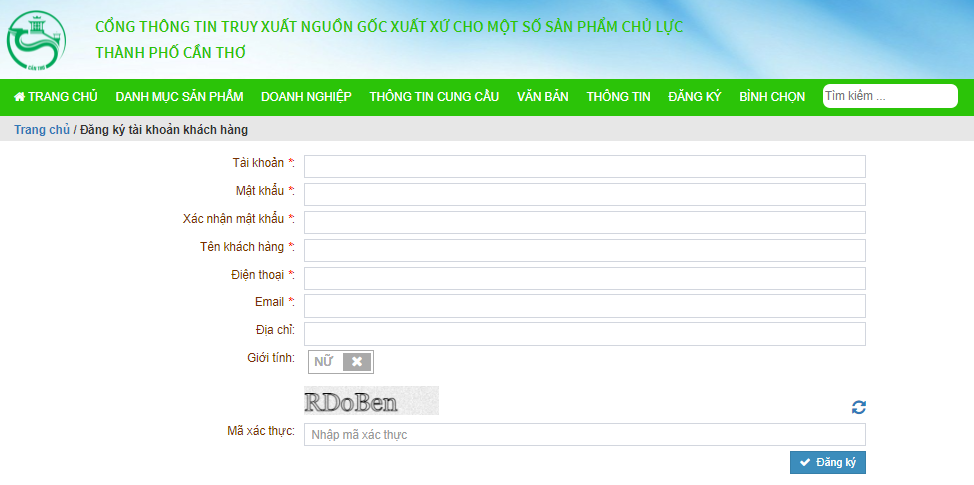 CỔNG THÔNG TIN TRUY XUẤT NGUỒN GỐC XUẤT XỨ CHO MỘT SỐ SẢN PHẨM CHỦ LỰC
THÀNH PHỐ CẦN THƠ
CẦN THƠ
TRANG CHỦ DANH MỤC SẢN PHẨM DOANH NGHIỆP THÔNG TIN CUNG CẦU VĂN BẢN THÔNG TIN ĐĂNG KÝ BÌNH CHỌN Tìm kiếm ...
Trang chủ / Đăng ký tài khoản khách hàng
Tài khoản *:
Mật khẩu *:
Xác nhận mật khẩu *:
Tên khách hàng *:
Điện thoại *:
Email *:
Địa chỉ:
Giới tính: NỮ
RDoBen
Mã xác thực: Nhập mã xác thực
Đăng ký